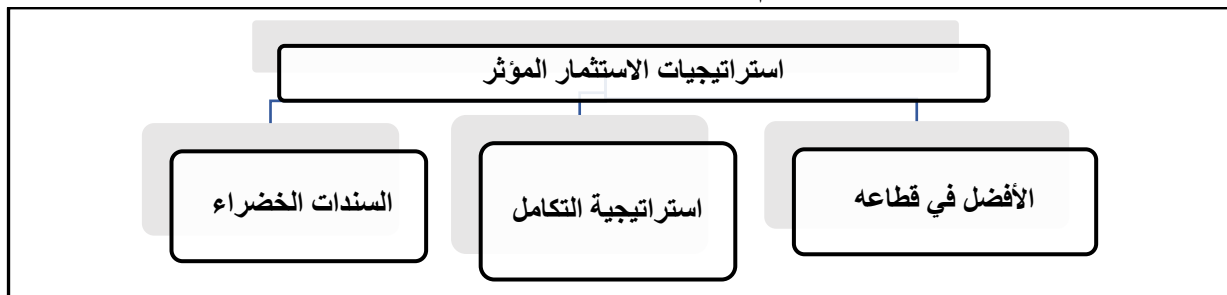 استراتيجيات الاستثمار المؤثر
الأفضل في قطاعه
استراتيجية التكامل
السندات الخضراء